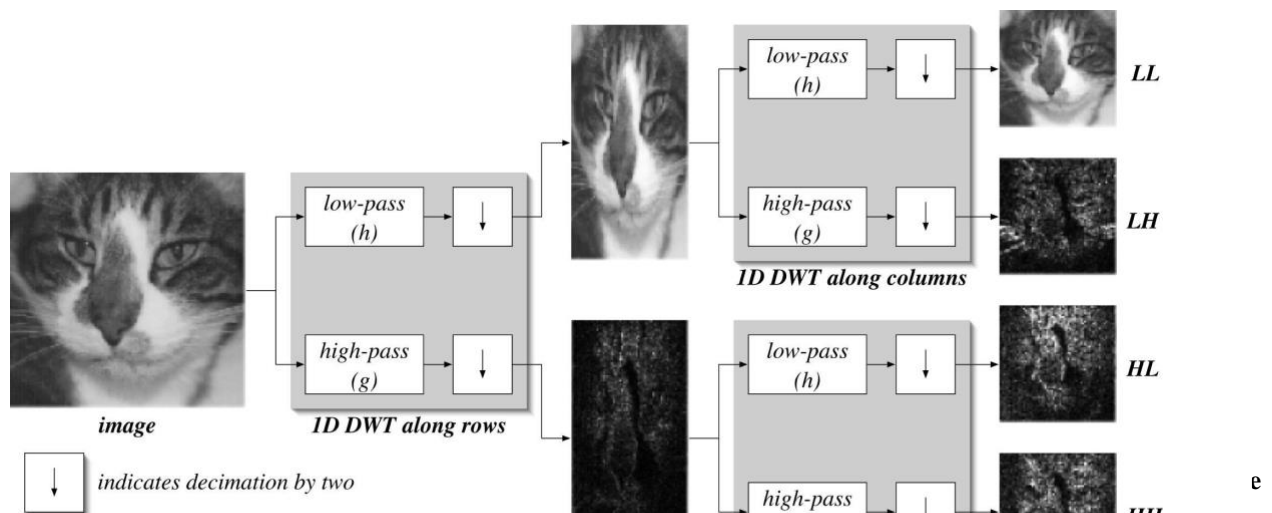 low-pass
(h)
LL
high-pass
(g)
LH
1D DWT along columns
low-pass
(h)
high-pass
(g)
1D DWT along rows
image
indicates decimation by two
low-pass
(h)
HL
high-pass
e